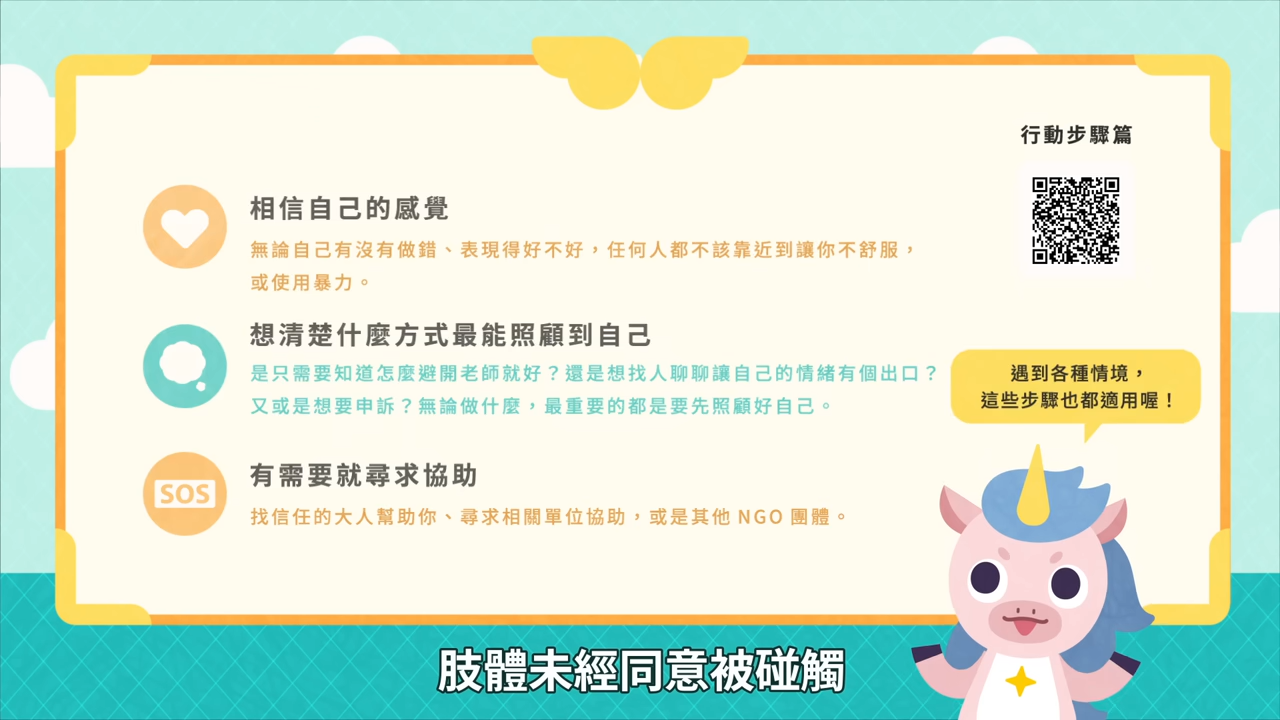 行動步驟篇
相信自己的感覺
無論自己有沒有做錯、表現得好不好，任何人都不該靠近到讓你不舒服，
或使用暴力。
想清楚什麼方式最能照顧到自己
是只需要知道怎麼避開老師就好？還是想找人聊聊讓自己的情緒有個出口？
又或是想要申訴？無論做什麼，最重要的都是要先照顧好自己。
遇到各種情境，
這些步驟也都適用喔！
SOS
有需要就尋求協助
找信任的大人幫助你、尋求相關單位協助，或是其他 NGO 團體。
肢體未經同意被碰觸